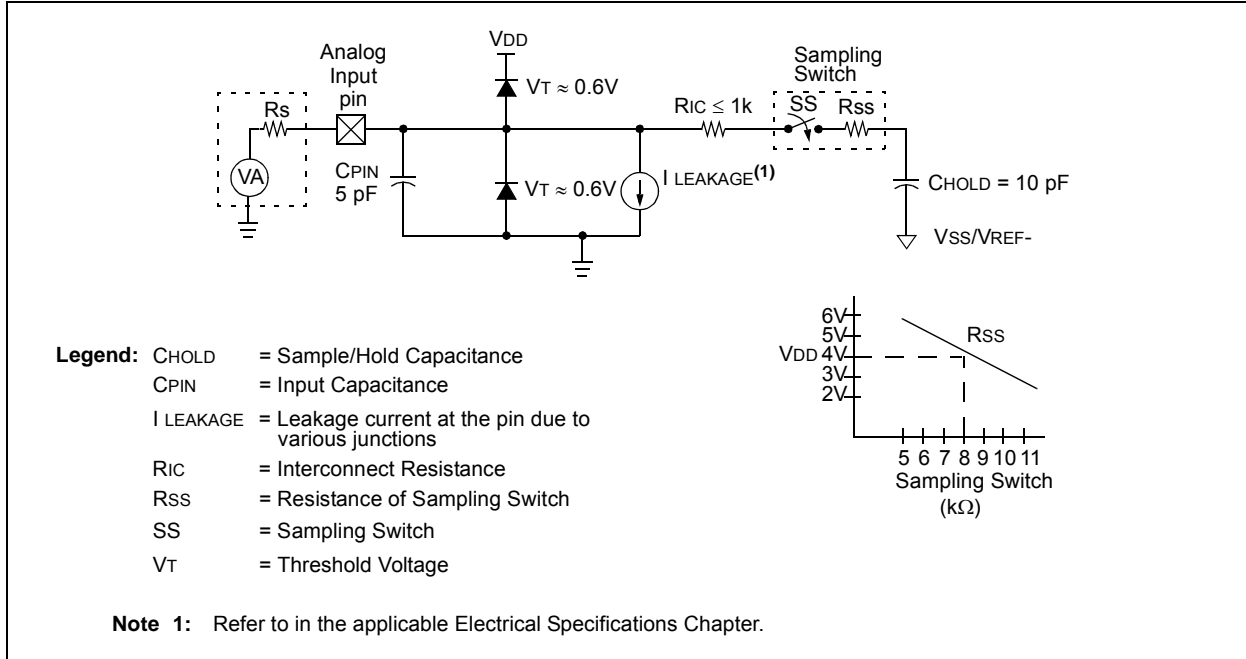 VDD
Analog
Input
pin
VT ≈ 0.6V
Sampling
Switch
RIC ≤ 1k
SS
Rss
Rs
VA
CPIN
5 pF
VT ≈ 0.6V
I LEAKAGE(1)
CHOLD = 10 pF
VSS/VREF-
6V
5V
VDD 4V
3V
2V
RSS
5 6 7 8 9 10 11
Sampling Switch
(kΩ)
Legend: CHOLD = Sample/Hold Capacitance
CPIN = Input Capacitance
I LEAKAGE = Leakage current at the pin due to
various junctions
RIC = Interconnect Resistance
RSS = Resistance of Sampling Switch
SS = Sampling Switch
VT = Threshold Voltage
Note 1: Refer to in the applicable Electrical Specifications Chapter.